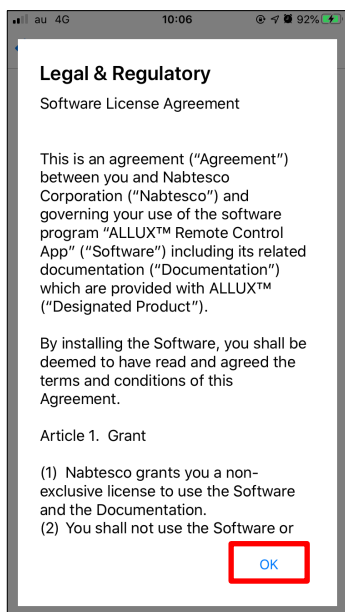 au 4G 10:06 92%
Legal & Regulatory
Software License Agreement
This is an agreement (“Agreement”)
between you and Nabtesco
Corporation (“Nabtesco”) and
governing your use of the software
program “ALLUX™ Remote Control
App” (“Software”) including its related
documentation (“Documentation”)
which are provided with ALLUX™
(“Designated Product”).
By installing the Software, you shall be
deemed to have read and agreed the
terms and conditions of this
Agreement.
Article 1.  Grant
(1)  Nabtesco grants you a non-
exclusive license to use the Software
and the Documentation.
(2)  You shall not use the Software or
OK